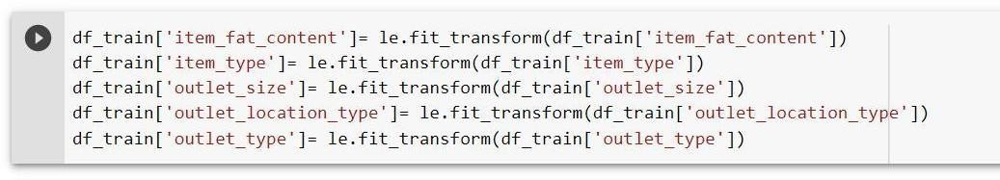 df_train['item_fat_content']= le.fit_transform(df_train['item_fat_content'])
df_train['item_type']= le.fit_transform(df_train['item_type'])
df_train['outlet_size']= le.fit_transform(df_train['outlet_size'])
df_train['outlet_location_type']= le.fit_transform(df_train['outlet_location_type'])
df_train['outlet_type']= le.fit_transform(df_train['outlet_type'])